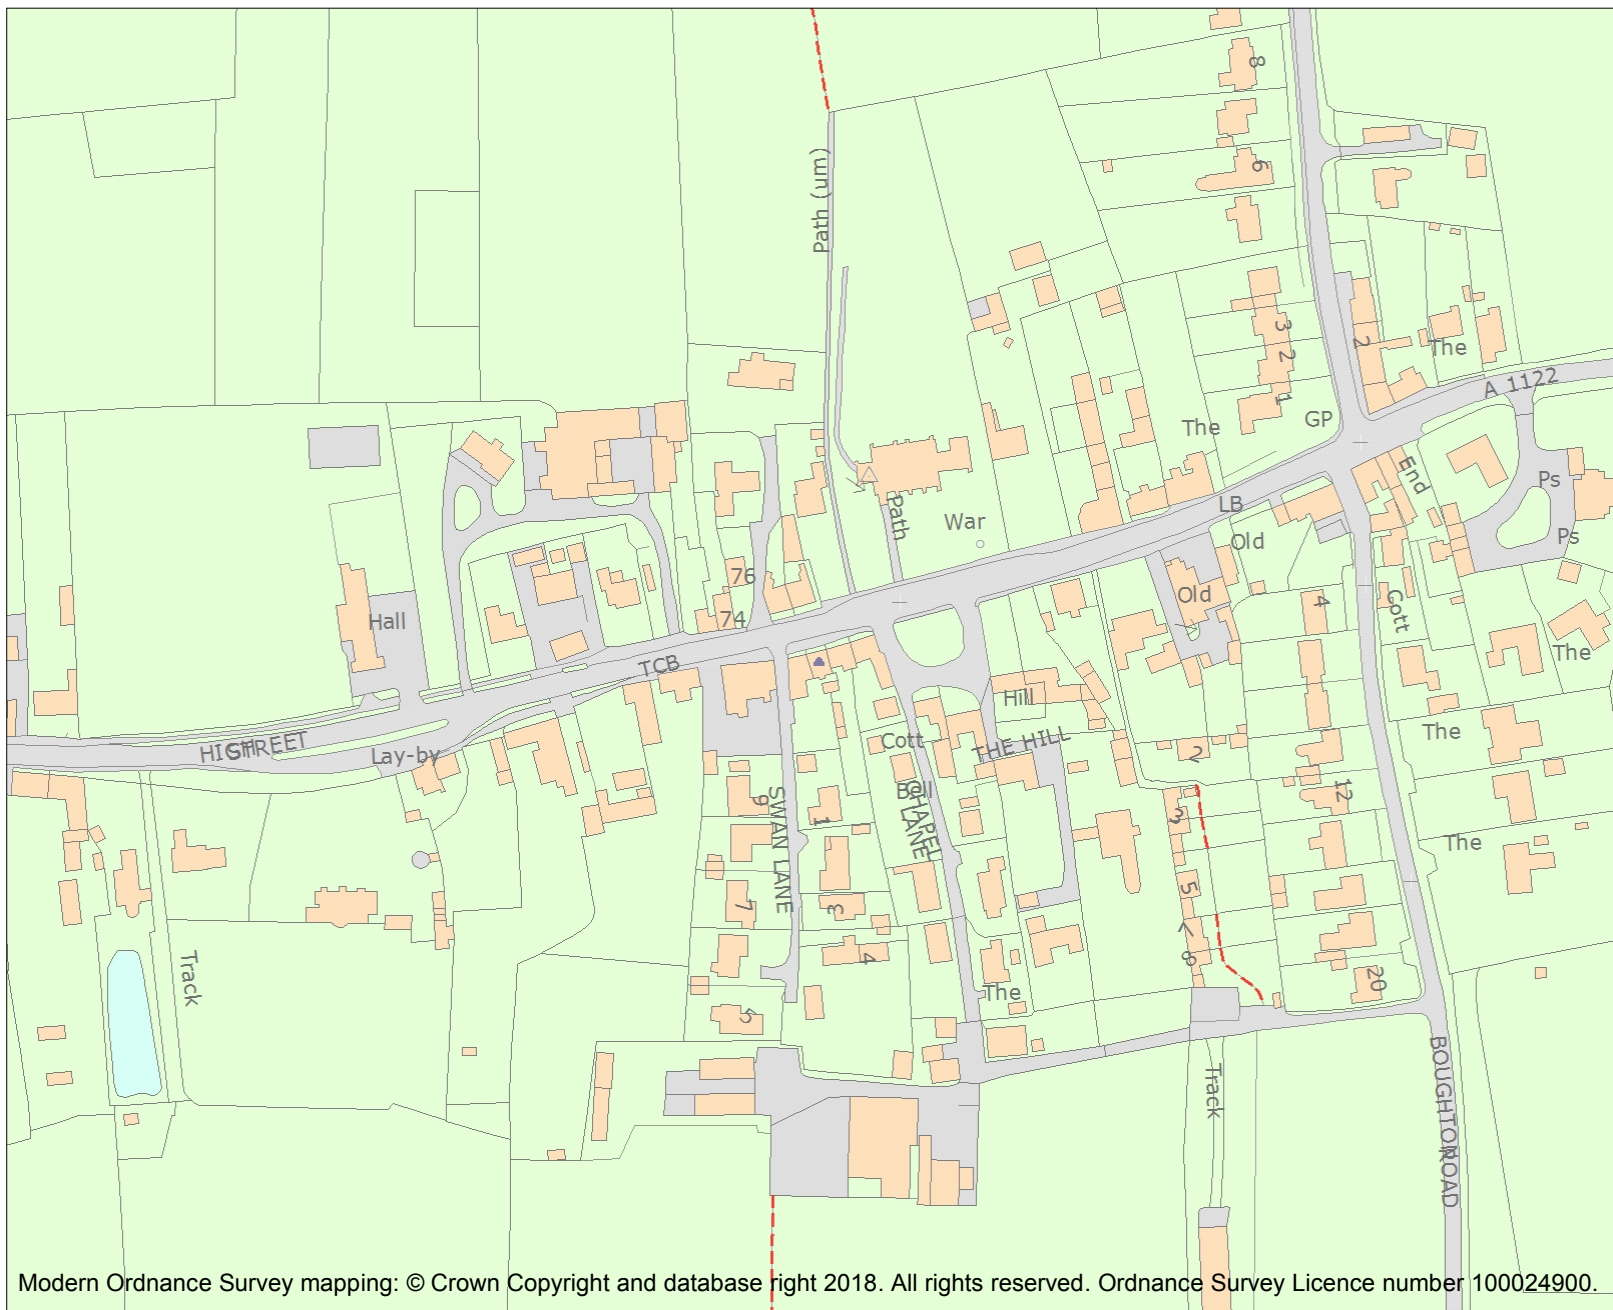 8
Path (um)
6
3
2
2
The
1
A 1122
The
GP
End
Ps
LB
Path
War
Old
Ps
76
Old
4
Cott
74
Hall
The
TCB
Hill
HIGH STREET
Lay-by
Cott
THE HILL
The
2
9
Bell
12
SWAN LANE
1
CHAPEL
LANE
3
The
5
7
3
4
8
Track
20
The
5
Track
BOUGHTON ROAD
Modern Ordnance Survey mapping: © Crown Copyright and database right 2018. All rights reserved. Ordnance Survey Licence number 100024900.